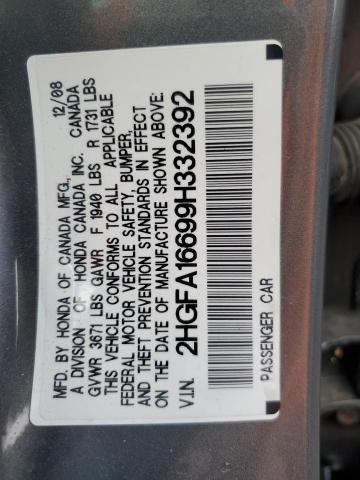 MFD. BY HONDA OF CANADA MFG., 12/08
A DIVISION OF HONDA CANADA INC. CANADA
GVWR 3671 LBS GAWR F 1940 LBS R 1731 LBS
THIS VEHICLE CONFORMS TO ALL APPLICABLE
FEDERAL MOTOR VEHICLE SAFETY, BUMPER,
AND THEFT PREVENTION STANDARDS IN EFFECT
ON THE DATE OF MANUFACTURE SHOWN ABOVE.
V.I.N. 2HGFA16699H332392
PASSENGER CAR